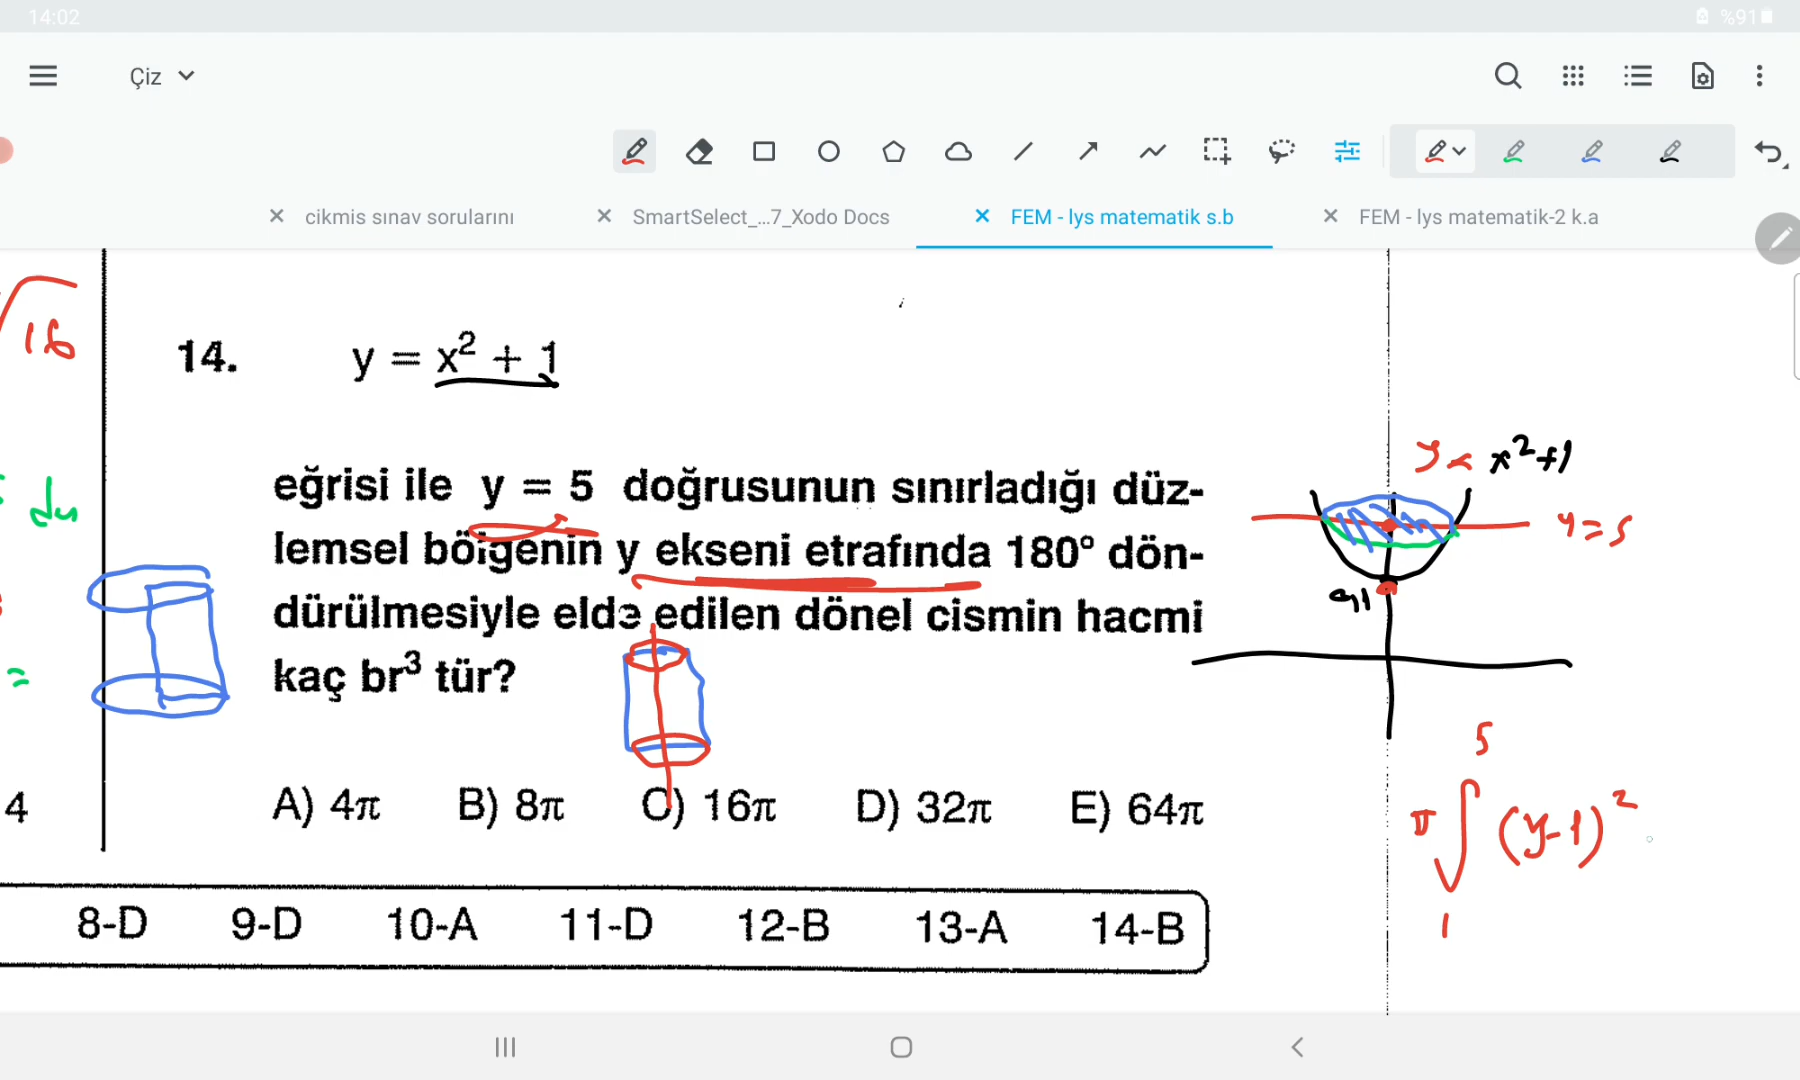 14:02
%91
Çiz
cikmis sınav sorularını
SmartSelect_...7_Xodo Docs
FEM - lys matematik s.b
FEM - lys matematik-2 k.a
16
14. y = x² + 1
y = x²+1
eğrisi ile y = 5 doğrusunun sınırladığı düz-
y=5
du
lemsel bölgenin y ekseni etrafında 180° dön-
dürülmesiyle elde edilen dönel cismin hacmi
kaç br³ tür?
=
5
π ∫ (y-1)²
1
4
A) 4π B) 8π C) 16π D) 32π E) 64π
8-D 9-D 10-A 11-D 12-B 13-A 14-B